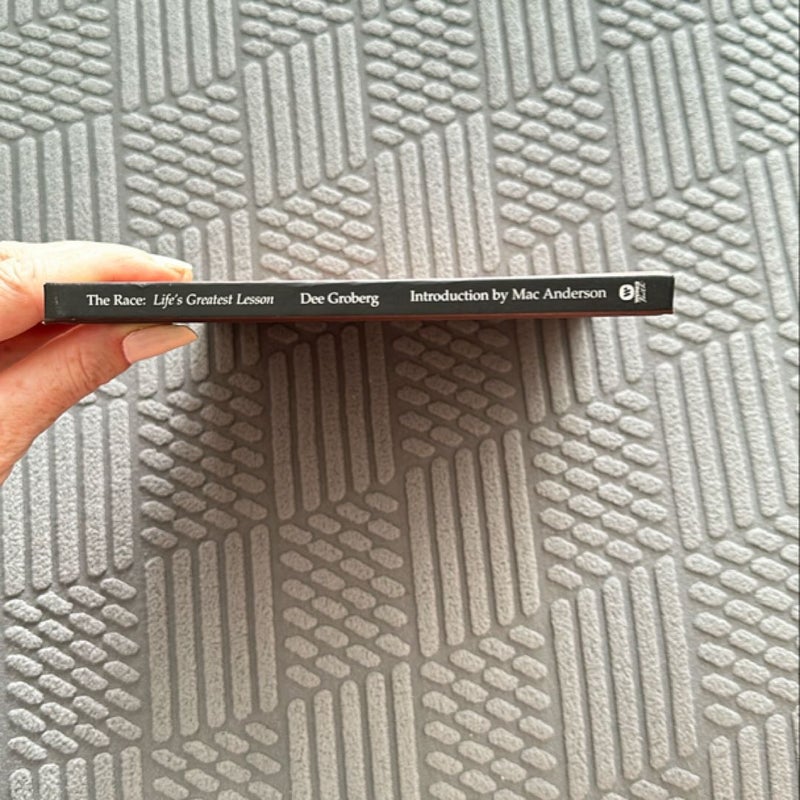 The Race: Life's Greatest Lesson Dee Groberg Introduction by Mac Anderson